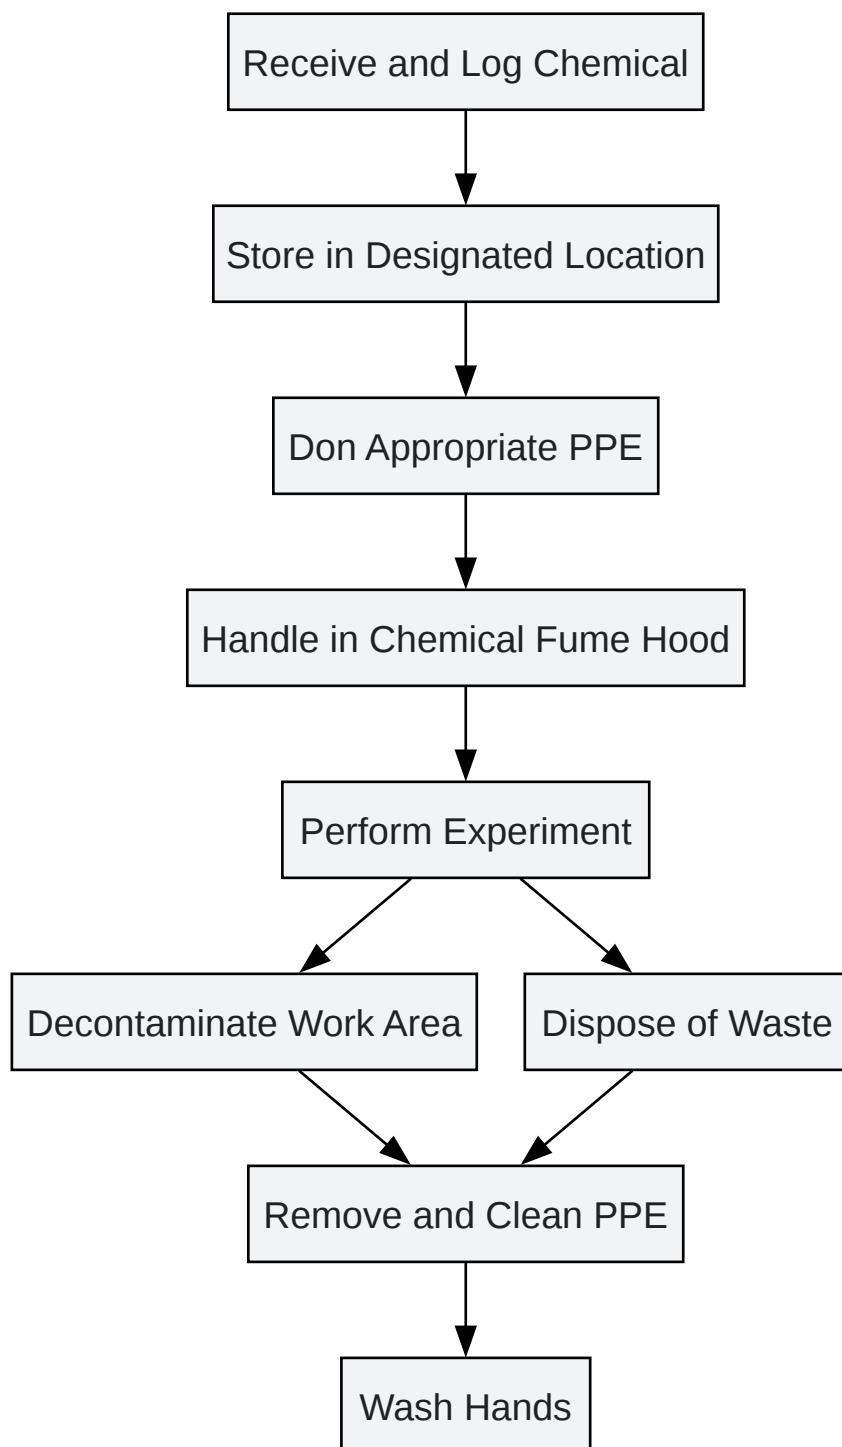 Receive and Log Chemical
Store in Designated Location
Don Appropriate PPE
Handle in Chemical Fume Hood
Perform Experiment
Decontaminate Work Area
Dispose of Waste
Remove and Clean PPE
Wash Hands